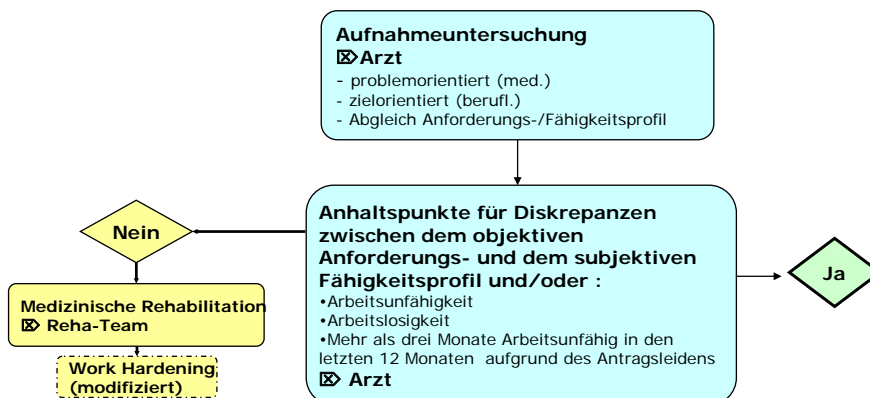 Aufnahmeuntersuchung
⌦Arzt
- problemorientiert (med.)
- zielorientiert (berufl.)
- Abgleich Anforderungs-/Fähigkeitsprofil
Anhaltspunkte für Diskrepanzen
zwischen dem objektiven
Anforderungs- und dem subjektiven
Fähigkeitsprofil und/oder :
•Arbeitsunfähigkeit
•Arbeitslosigkeit
•Mehr als drei Monate Arbeitsunfähig in den
letzten 12 Monaten aufgrund des Antragsleidens
⌦ Arzt
Nein
Medizinische Rehabilitation
⌦ Reha-Team
Work Hardening
(modifiziert)
Ja